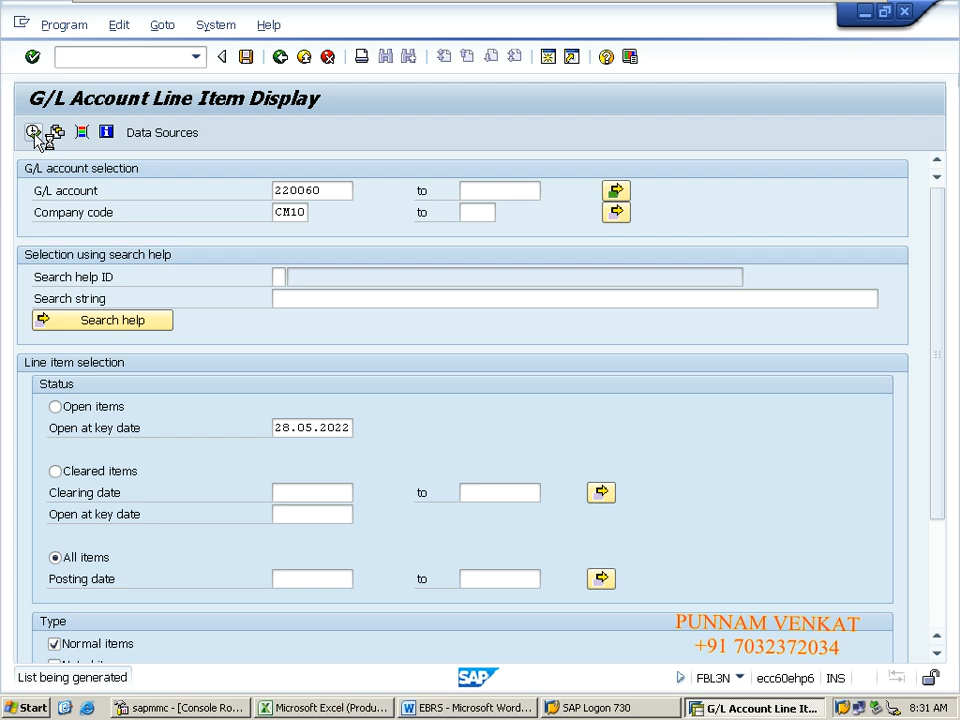 Program Edit Goto System Help
G/L Account Line Item Display
Data Sources
G/L account selection
G/L account 220060 to
Company code CM10 to
Selection using search help
Search help ID
Search string
Search help
Line item selection
Status
Open items
Open at key date 28.05.2022
Cleared items
Clearing date to
Open at key date
All items
Posting date to
Type
Normal items
PUNNAM VENKAT
+91 7032372034
List being generated
SAP
FBL3N ecc60ehp6 INS
Start sapmmc - [Console Ro... Microsoft Excel (Produ... EBRS - Microsoft Word... SAP Logon 730 G/L Account Line It... 8:31 AM